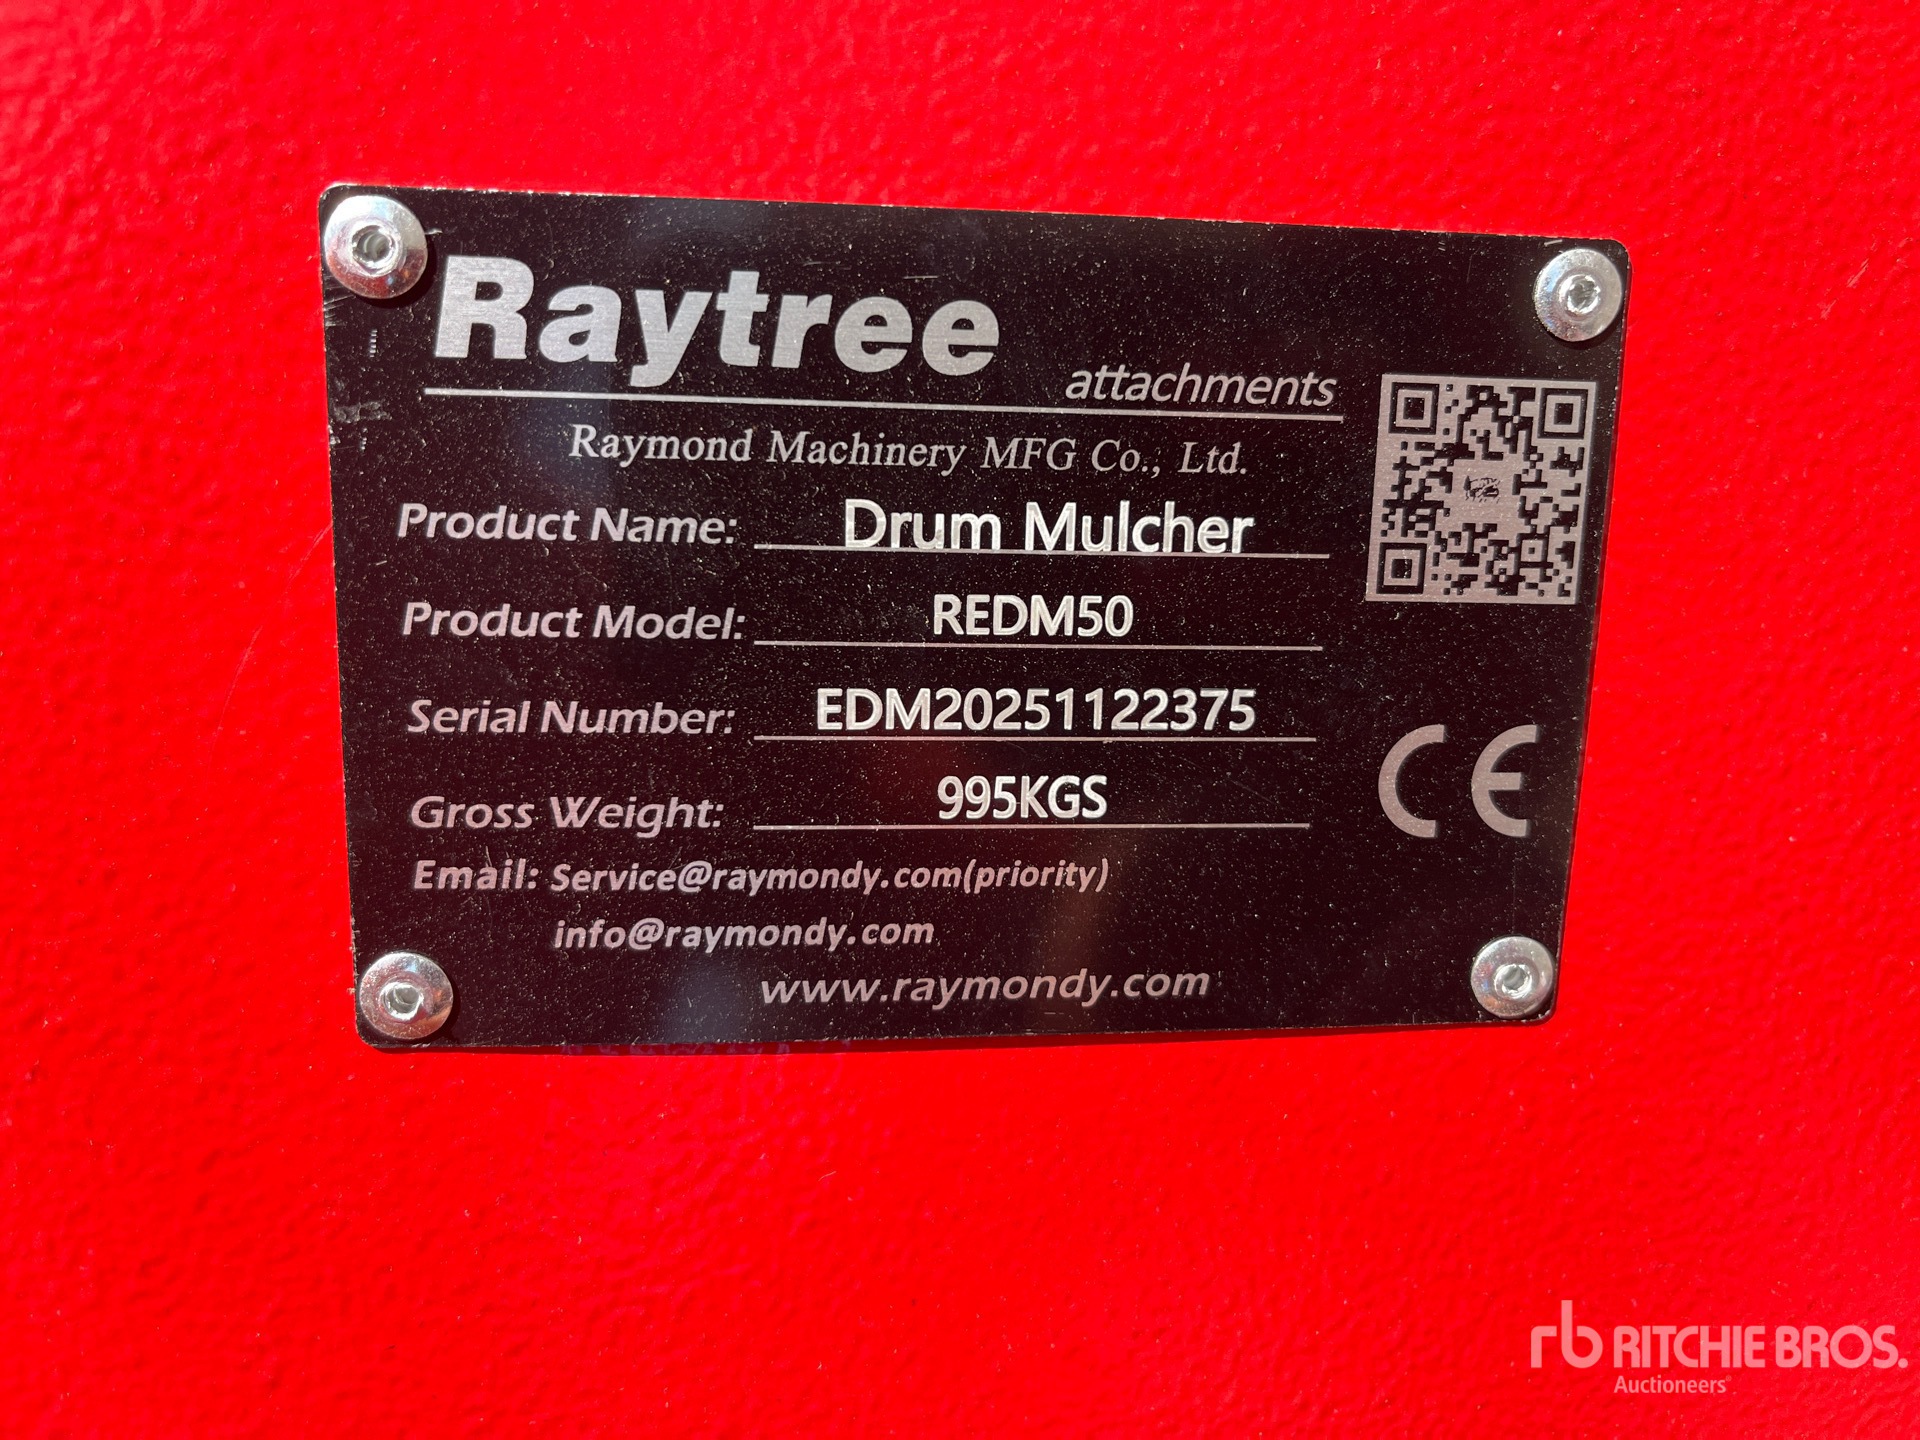 Raytree
attachments
Raymond Machinery MFG Co., Ltd.
Product Name: Drum Mulcher
Product Model: REDM50
Serial Number: EDM20251122375
Gross Weight: 995KGS
CE
Email: Service@raymondy.com(priority)
info@raymondy.com
www.raymondy.com
rb RITCHIE BROS.
Auctioneers